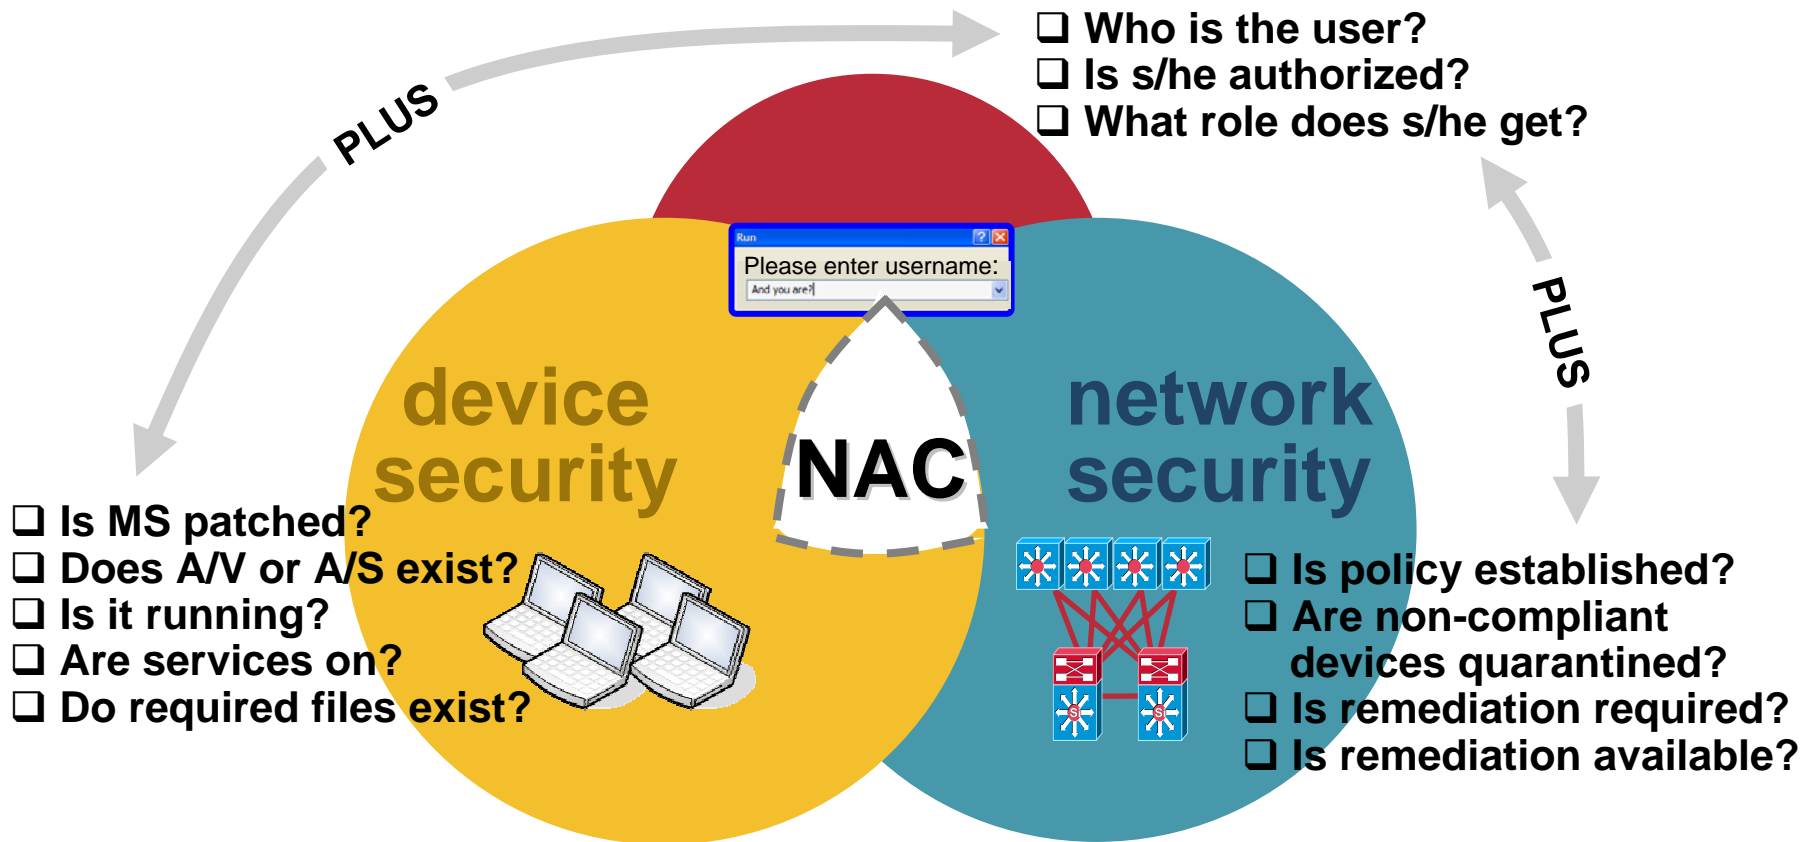 ❑ Who is the user?
❑ Is s/he authorized?
❑ What role does s/he get?
PLUS
PLUS
Run
Please enter username:
And you are?
device
security
NAC
network
security
❑ Is MS patched?
❑ Does A/V or A/S exist?
❑ Is it running?
❑ Are services on?
❑ Do required files exist?
❑ Is policy established?
❑ Are non-compliant
devices quarantined?
❑ Is remediation required?
❑ Is remediation available?
S
S